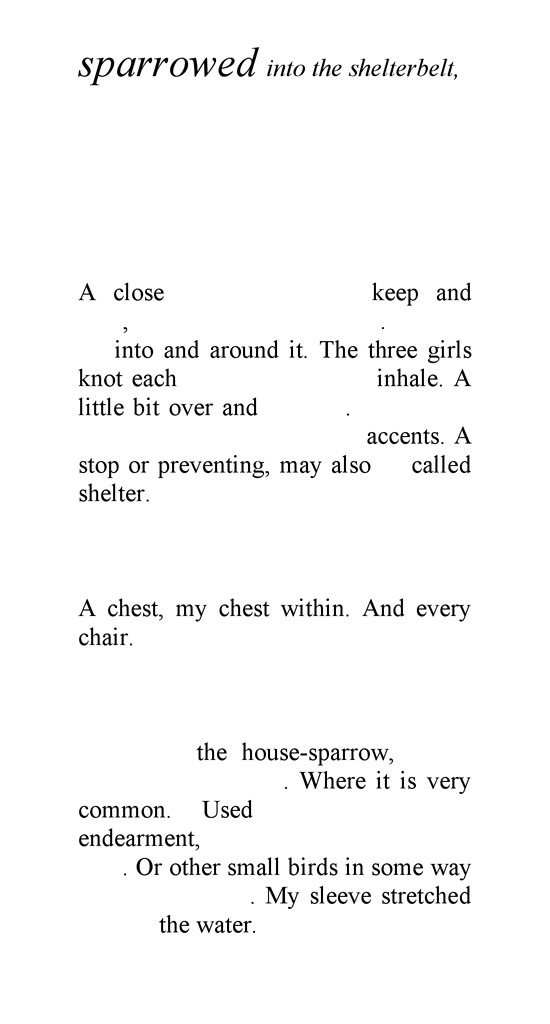 sparrowed into the shelterbelt,
A close keep and
, .
into and around it. The three girls
knot each inhale. A
little bit over and .
accents. A
stop or preventing, may also called
shelter.
A chest, my chest within. And every
chair.
the house-sparrow,
. Where it is very
common. Used
endearment,
. Or other small birds in some way
. My sleeve stretched
the water.